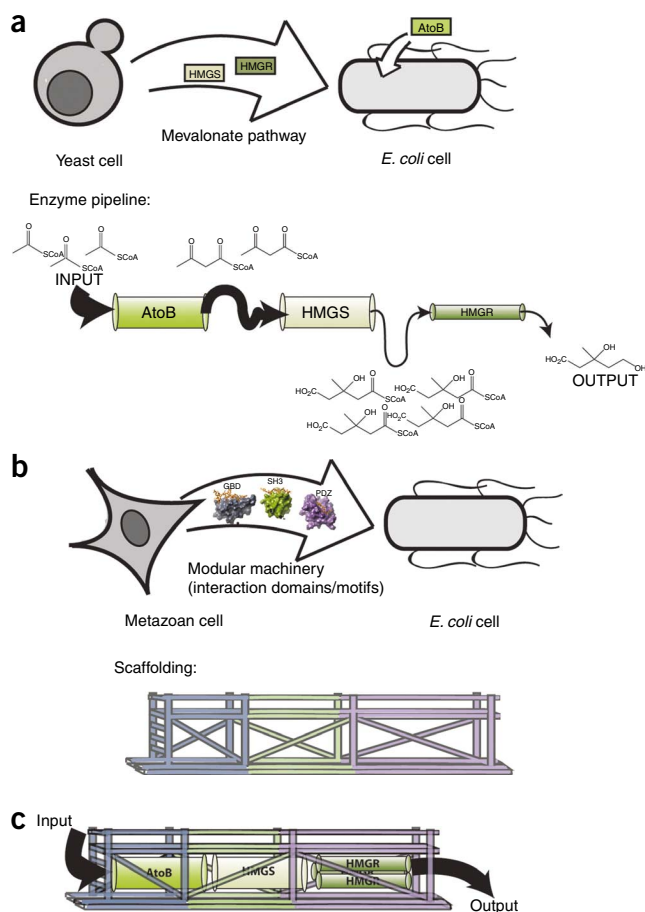 a
AtoB
HMGS
HMGR
Mevalonate pathway
Yeast cell
E. coli cell
Enzyme pipeline:
O
O
O
SCoA
SCoA
SCoA
INPUT
O O
SCoA
O O
SCoA
AtoB
HMGS
HMGR
HO₂C
OH
O
SCoA
HO₂C
OH
O
SCoA
HO₂C
OH
O
SCoA
HO₂C
OH
O
SCoA
HO₂C
OH
OH
OUTPUT
b
GBD
SH3
PDZ
Modular machinery
(interaction domains/motifs)
Metazoan cell
E. coli cell
Scaffolding:
c
Input
AtoB
HMGS
HMGR
HMGR
Output